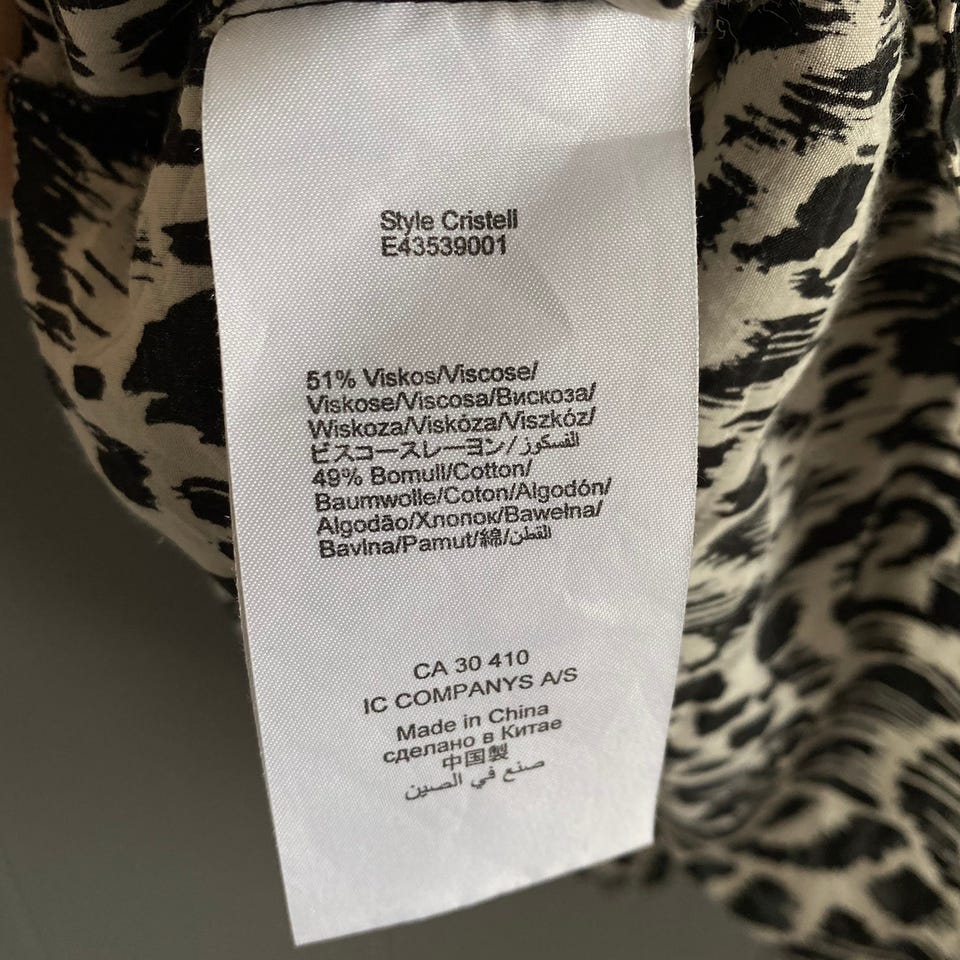 Style Cristell
E43539001
51% Viskos/Viscose/
Viskose/Viscosa/Вискоза/
Wiskoza/Viskóza/Viszkóz/
ビスコースレーヨン/الفسكوز
49% Bomull/Cotton/
Baumwolle/Coton/Algodón/
Algodão/Хлопок/Bawełna/
Bavlna/Pamut/綿/القطن
CA 30 410
IC COMPANYS A/S
Made in China
сделано в Китае
中国製
صنع في الصين